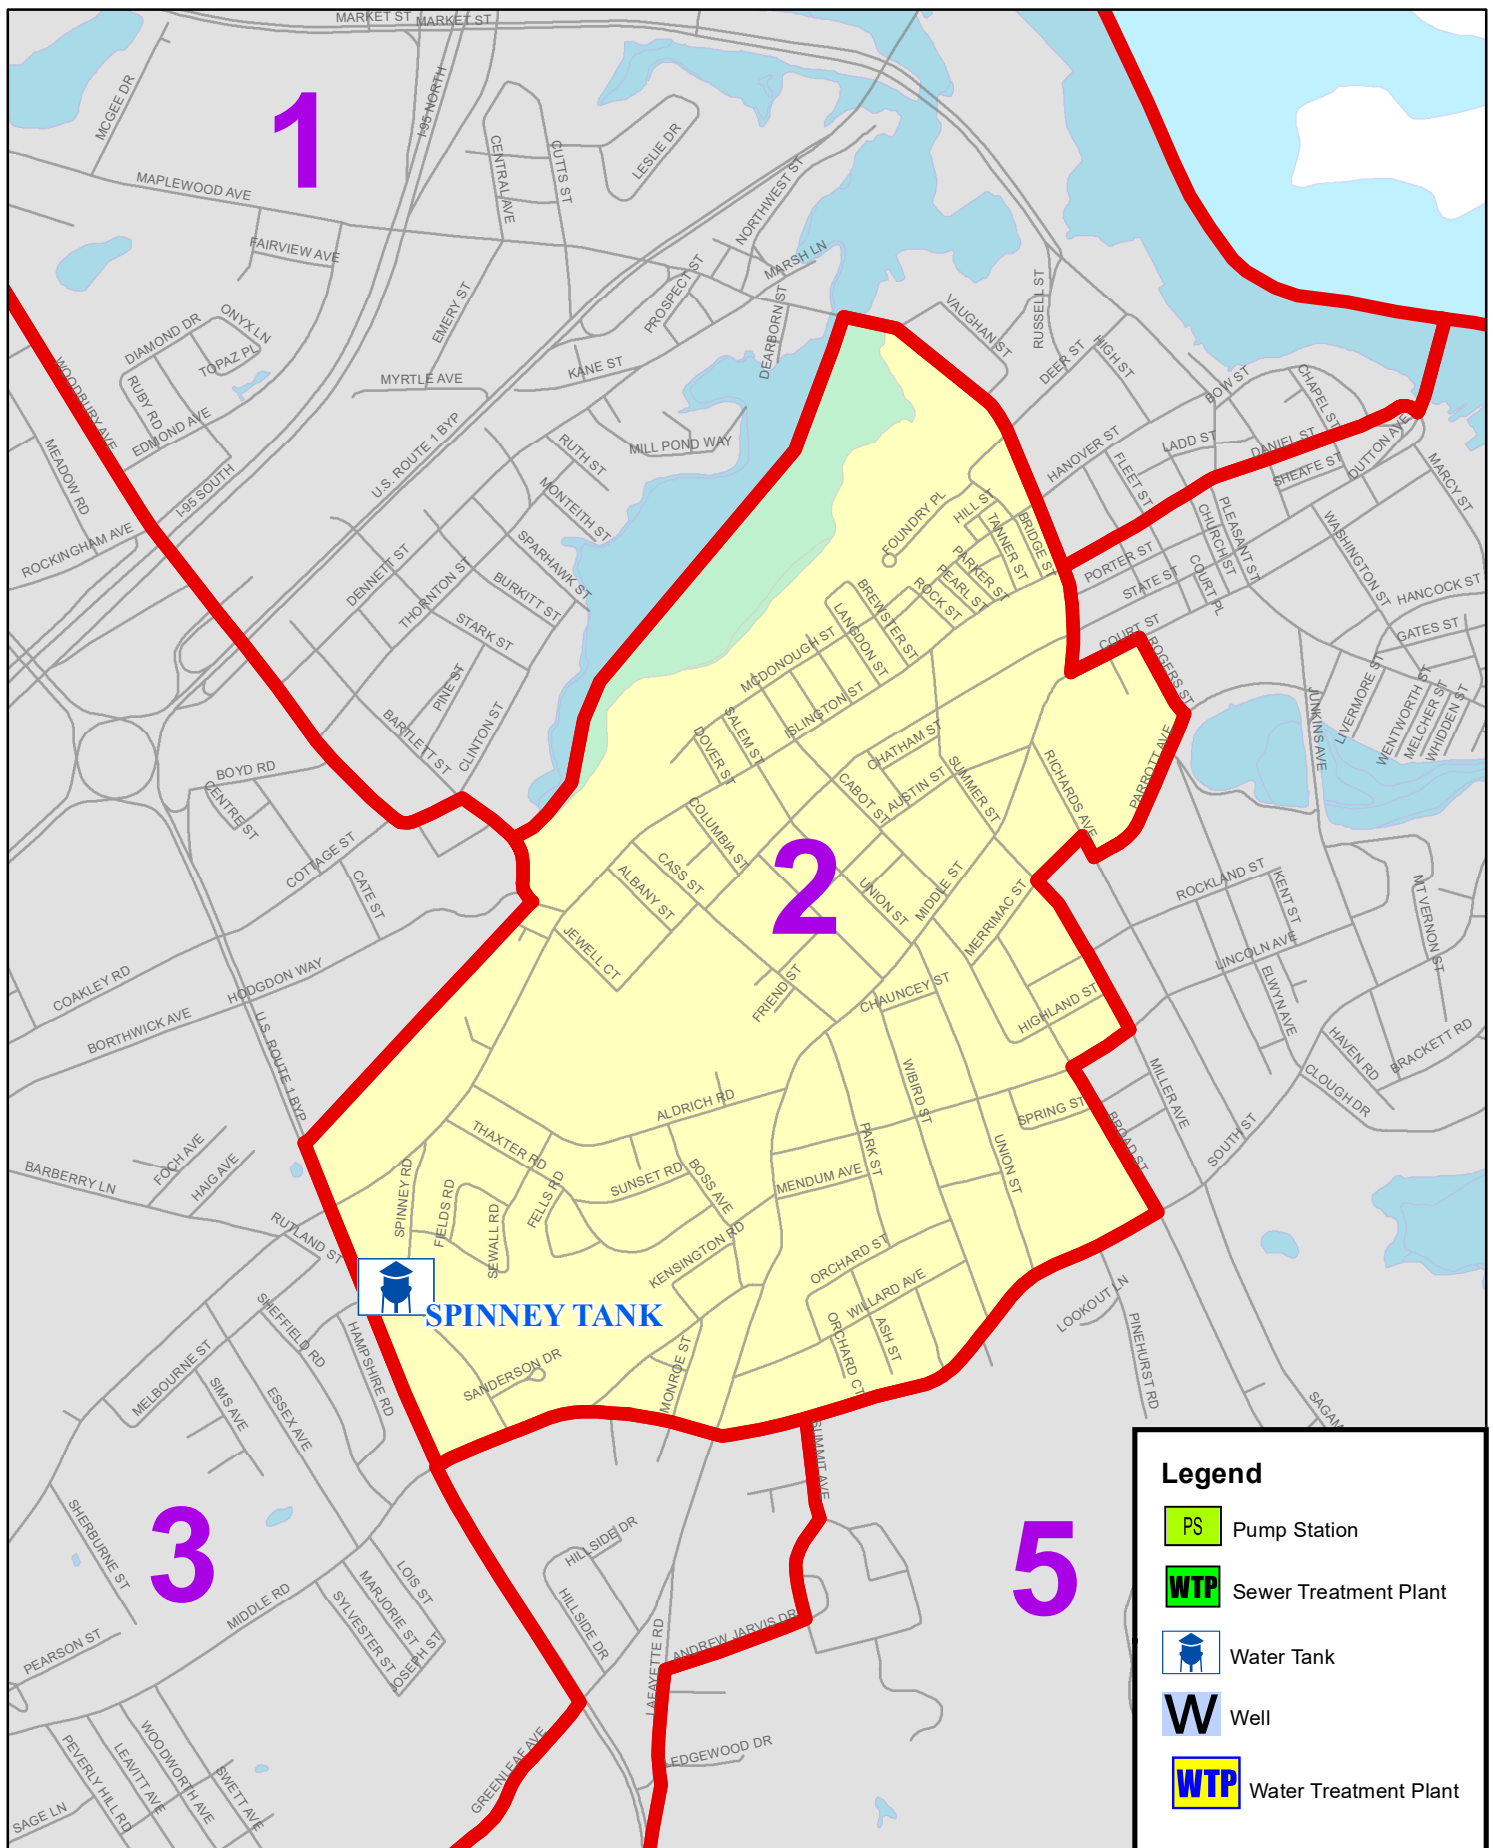 MARKET ST
MARKET ST
MCGEE DR
1
I-95 NORTH
CENTRAL AVE
CUTTS ST
LESLIE DR
MAPLEWOOD AVE
FAIRVIEW AVE
NORTHWEST ST
MARSH LN
PROSPECT ST
DEARBORN ST
EMERY ST
VAUGHAN ST
RUSSELL ST
DEER ST
HIGH ST
DIAMOND DR
ONYX LN
TOPAZ PL
RUBY RD
EDMOND AVE
WOODBURY AVE
MYRTLE AVE
KANE ST
BOW ST
CHAPEL ST
MEADOW RD
I-95 SOUTH
U.S. ROUTE 1 BYP
RUTH ST
MILL POND WAY
HANOVER ST
LADD ST
DANIEL ST
SHEAFE ST
DUTTON AVE
MARCY ST
FLEET ST
ROCKINGHAM AVE
MONTEITH ST
SPARHAWK ST
FOUNDRY PL
HILL ST
TANNER ST
BRIDGE ST
CHURCH ST
PLEASANT ST
WASHINGTON ST
DENNETT ST
THORNTON ST
BURKITT ST
STARK ST
PARKER ST
PEARL ST
ROCK ST
PORTER ST
STATE ST
COURT PL
HANCOCK ST
GATES ST
BREWSTER ST
LANGDON ST
MCDONOUGH ST
COURT ST
ROGERS ST
PINE ST
BARTLETT ST
CLINTON ST
ISLINGTON ST
SALEM ST
DOVER ST
CHATHAM ST
JUNKINS AVE
LIVERMORE ST
WENTWORTH ST
MELCHER ST
WHIDDEN ST
BOYD RD
CENTRE ST
CABOT ST
AUSTIN ST
SUMMER ST
RICHARDS AVE
PARROTT AVE
COLUMBIA ST
COTTAGE ST
CATE ST
CASS ST
ALBANY ST
2
UNION ST
MIDDLE ST
MERRIMAC ST
ROCKLAND ST
KENT ST
MT VERNON ST
JEWELL CT
LINCOLN AVE
ELWYN AVE
COAKLEY RD
HODGDON WAY
BORTHWICK AVE
U.S. ROUTE 1 BYP
FRIEND ST
CHAUNCEY ST
HIGHLAND ST
HAVEN RD
BRACKETT RD
CLOUGH DR
ALDRICH RD
WIBIRD ST
SPRING ST
MILLER AVE
BROAD ST
SOUTH ST
THAXTER RD
PARK ST
UNION ST
FOCH AVE
HAIG AVE
BARBERRY LN
SPINNEY RD
FIELDS RD
SEWALL RD
FELLS RD
SUNSET RD
BOSS AVE
MENDUM AVE
RUTLAND ST
KENSINGTON RD
ORCHARD ST
WILLARD AVE
SPINNEY TANK
LOOKOUT LN
PINEHURST RD
SHEFFIELD RD
HAMPSHIRE RD
MELBOURNE ST
SIMS AVE
ESSEX AVE
SANDERSON DR
MONROE ST
ORCHARD CT
ASH ST
SAGAM
SUMMIT AVE
SHERBURNE ST
3
HILLSIDE DR
HILLSIDE DR
5
LOIS ST
MARJORIE ST
SYLVESTER ST
JOSEPH ST
MIDDLE RD
PEARSON ST
LAFAYETTE RD
ANDREW JARVIS DR
EDGEWOOD DR
GREENLEAF AVE
WOODWORTH AVE
LEAVITT AVE
PEVERLY HILL RD
SWETT AVE
SAGE LN
Legend
PS Pump Station
WTP Sewer Treatment Plant
Water Tank
W Well
WTP Water Treatment Plant